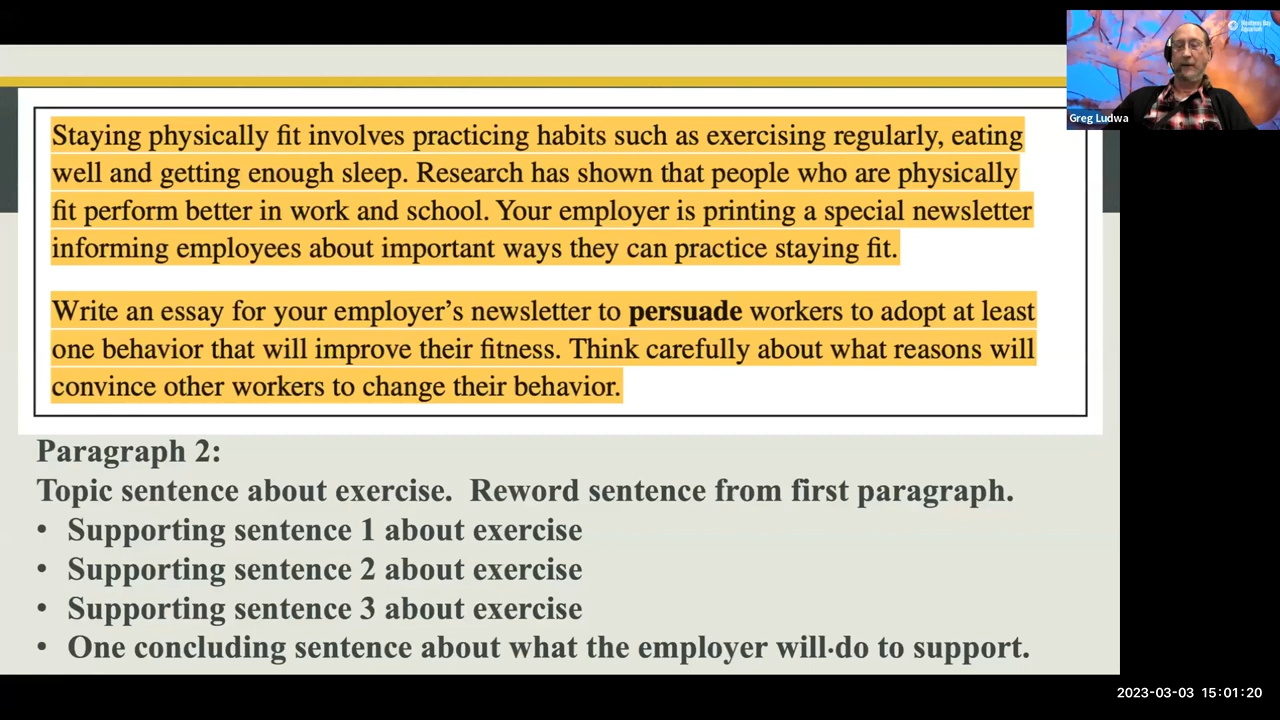 Monterey Bay
Aquarium
Greg Ludwa
Staying physically fit involves practicing habits such as exercising regularly, eating
well and getting enough sleep. Research has shown that people who are physically
fit perform better in work and school. Your employer is printing a special newsletter
informing employees about important ways they can practice staying fit.
Write an essay for your employer’s newsletter to persuade workers to adopt at least
one behavior that will improve their fitness. Think carefully about what reasons will
convince other workers to change their behavior.
Paragraph 2:
Topic sentence about exercise.  Reword sentence from first paragraph.
• Supporting sentence 1 about exercise
• Supporting sentence 2 about exercise
• Supporting sentence 3 about exercise
• One concluding sentence about what the employer will·do to support.
2023-03-03 15:01:20